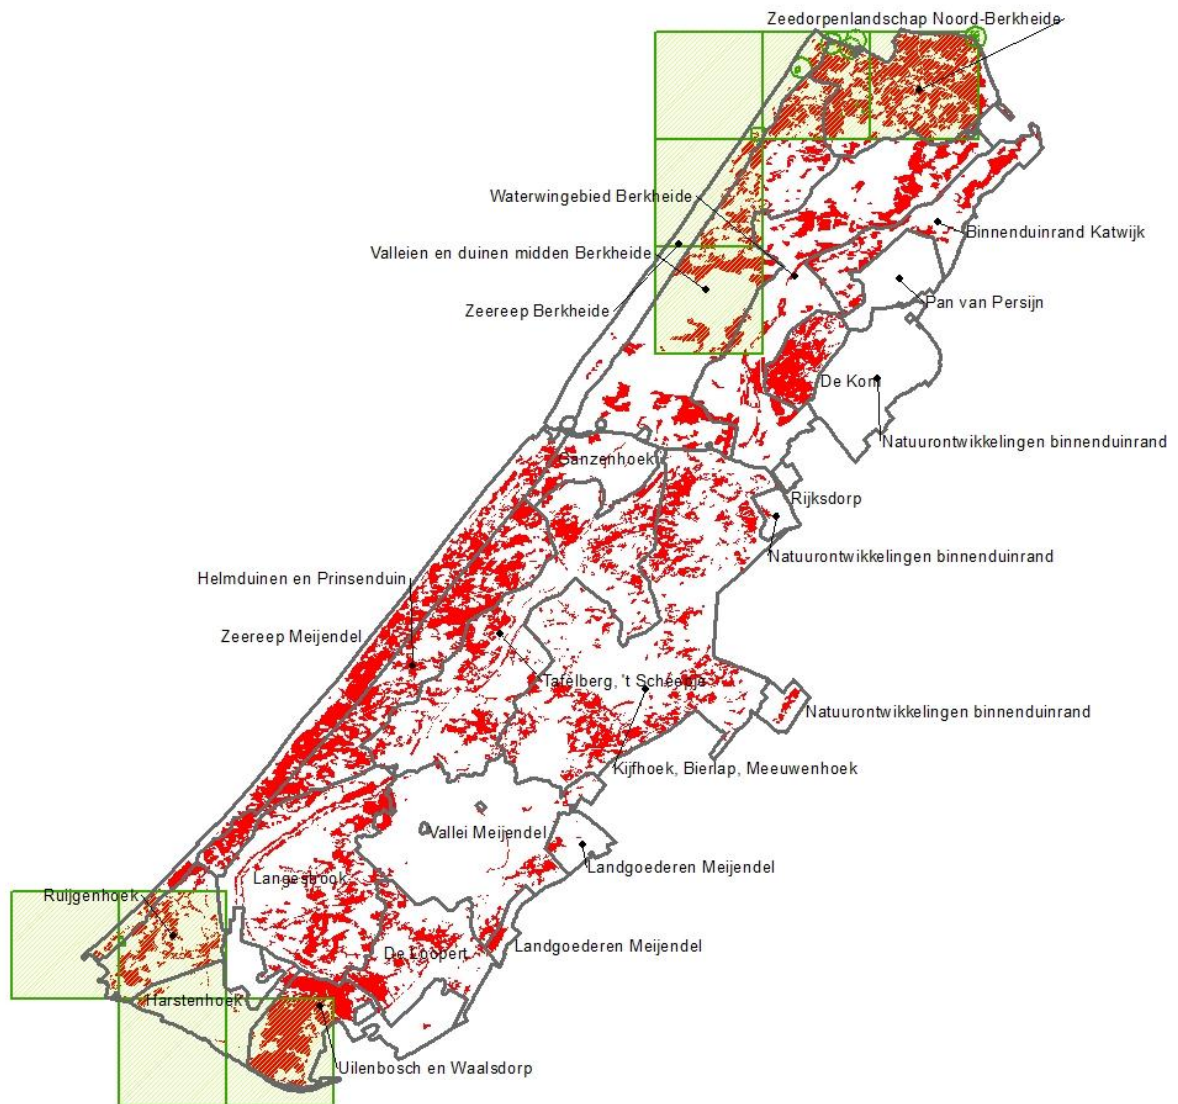 Zeedorpenlandschap Noord-Berkheide
Waterwingebied Berkheide
Binnenduinrand Katwijk
Valleien en duinen midden Berkheide
Pan van Persijn
Zeereep Berkheide
De Kom
Natuurontwikkelingen binnenduinrand
Ganzenhoek
Rijksdorp
Natuurontwikkelingen binnenduinrand
Helmduinen en Prinsenduin
Zeereep Meijendel
Tafelberg, 't Scheepje
Natuurontwikkelingen binnenduinrand
Kijfhoek, Bierlap, Meeuwenhoek
Vallei Meijendel
Landgoederen Meijendel
Langeshook
Ruijgenhoek
Landgoederen Meijendel
De Loopert
Harstenhoek
Uilenbosch en Waalsdorp